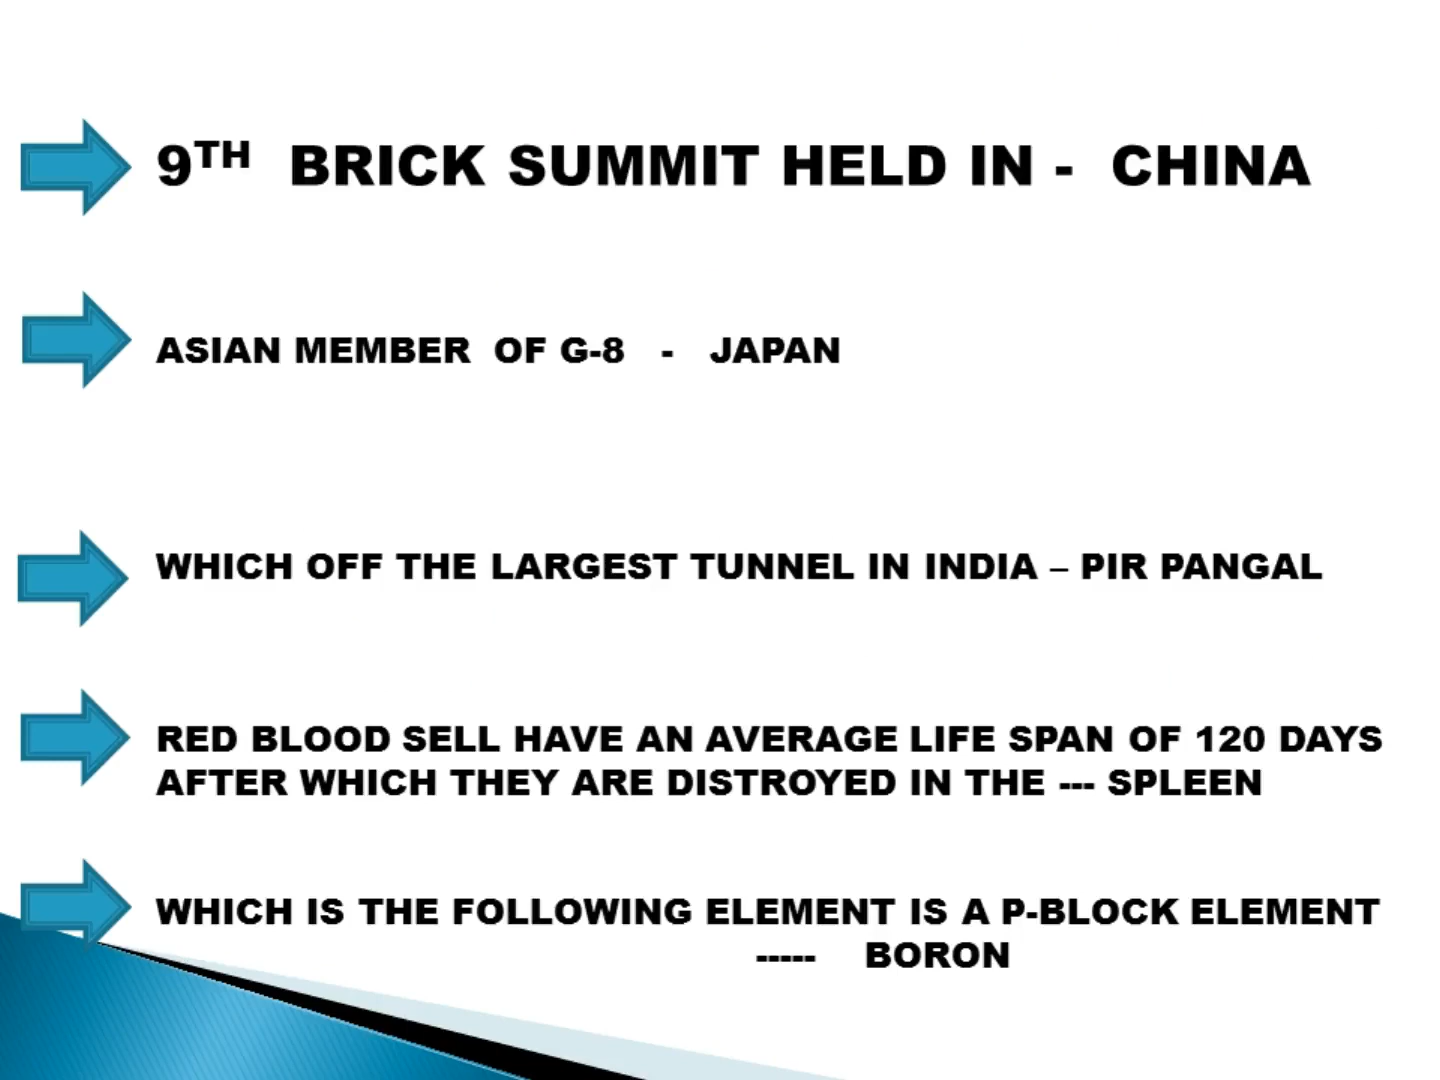 9TH BRICK SUMMIT HELD IN - CHINA
ASIAN MEMBER OF G-8 - JAPAN
WHICH OFF THE LARGEST TUNNEL IN INDIA – PIR PANGAL
RED BLOOD SELL HAVE AN AVERAGE LIFE SPAN OF 120 DAYS
AFTER WHICH THEY ARE DISTROYED IN THE --- SPLEEN
WHICH IS THE FOLLOWING ELEMENT IS A P-BLOCK ELEMENT
----- BORON